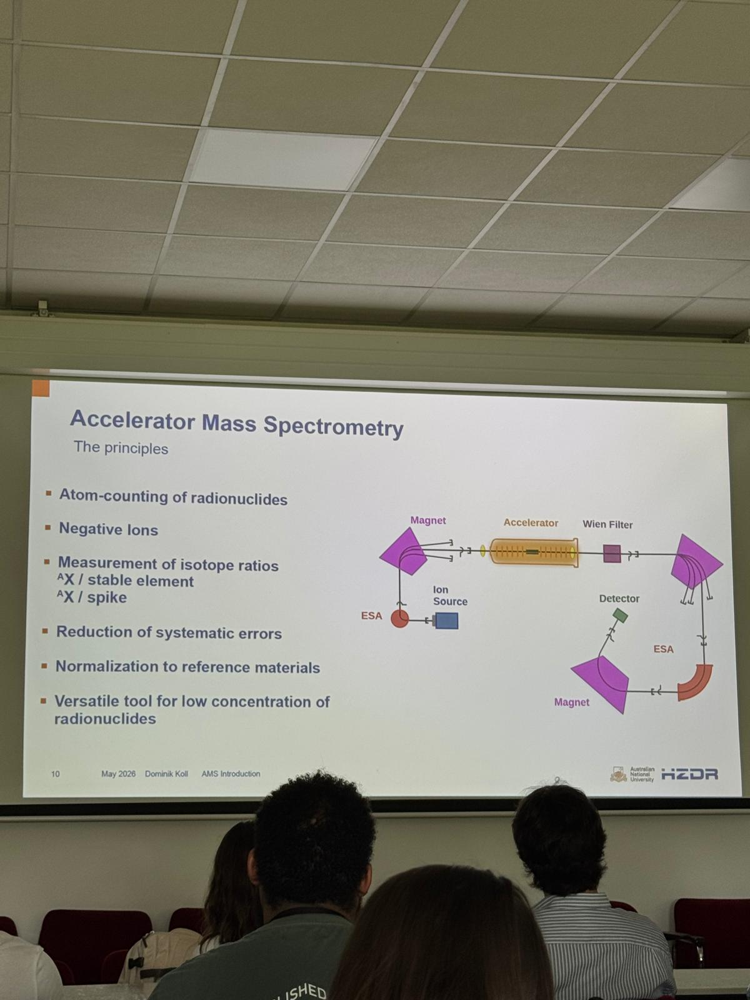 Accelerator Mass Spectrometry
The principles
▪ Atom-counting of radionuclides
▪ Negative Ions
▪ Measurement of isotope ratios
ᴬX / stable element
ᴬX / spike
▪ Reduction of systematic errors
▪ Normalization to reference materials
▪ Versatile tool for low concentration of
radionuclides
Magnet
Accelerator
Wien Filter
Ion
Source
ESA
Detector
ESA
Magnet
10 May 2026 Dominik Koll AMS Introduction
Australian
National
University
HZDR
LISHED